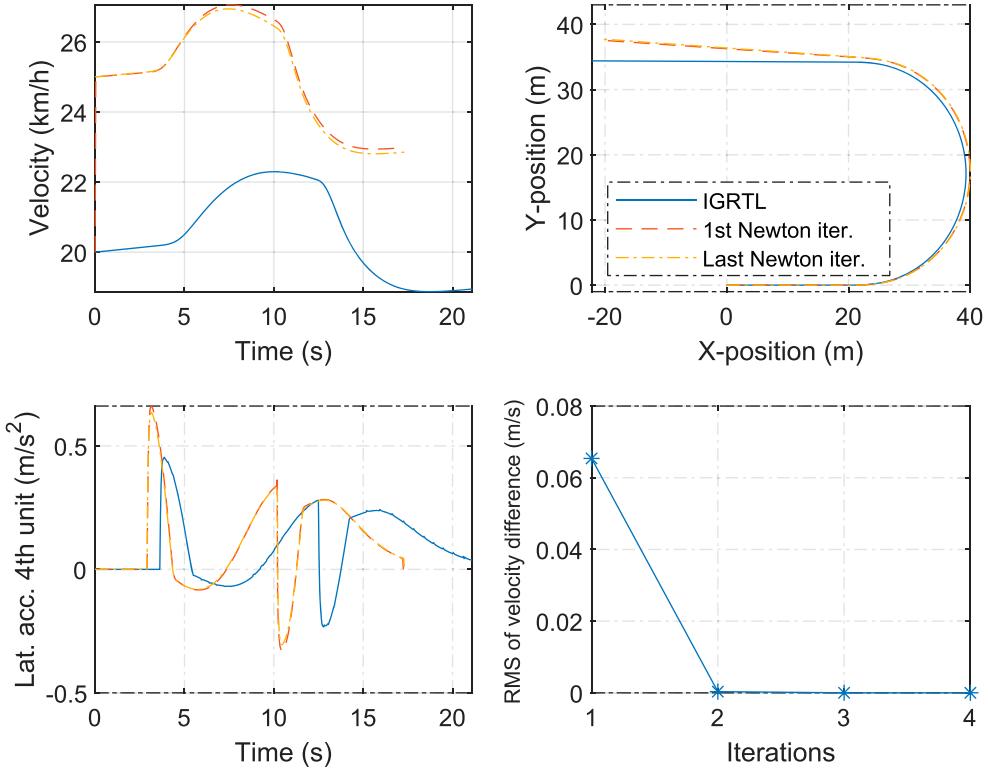 26
24
22
20
Velocity (km/h)
0 5 10 15 20
Time (s)
40
30
20
10
0
Y-position (m)
IGRTL
1st Newton iter.
Last Newton iter.
-20 0 20 40
X-position (m)
0.5
0
-0.5
Lat. acc. 4th unit (m/s²)
0 5 10 15 20
Time (s)
0.08
0.06
0.04
0.02
0
RMS of velocity difference (m/s)
1 2 3 4
Iterations